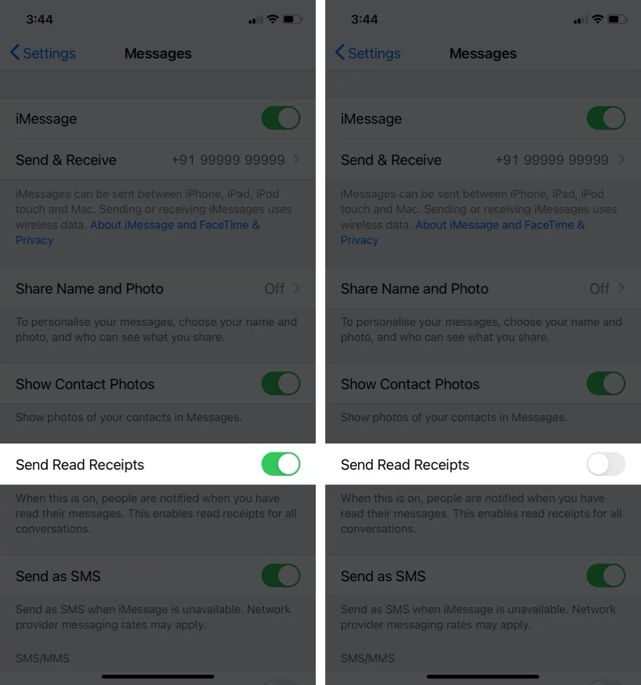 3:44
Settings
Messages
iMessage
Send & Receive +91 99999 99999
iMessages can be sent between iPhone, iPad, iPod
touch and Mac. Sending or receiving iMessages uses
wireless data. About iMessage and FaceTime &
Privacy
Share Name and Photo Off
To personalise your messages, choose your name and
photo, and who can see what you share.
Show Contact Photos
Show photos of your contacts in Messages.
Send Read Receipts
When this is on, people are notified when you have
read their messages. This enables read receipts for all
conversations.
Send as SMS
Send as SMS when iMessage is unavailable. Network
provider messaging rates may apply.
SMS/MMS
3:44
Settings
Messages
iMessage
Send & Receive +91 99999 99999
iMessages can be sent between iPhone, iPad, iPod
touch and Mac. Sending or receiving iMessages uses
wireless data. About iMessage and FaceTime &
Privacy
Share Name and Photo Off
To personalise your messages, choose your name and
photo, and who can see what you share.
Show Contact Photos
Show photos of your contacts in Messages.
Send Read Receipts
When this is on, people are notified when you have
read their messages. This enables read receipts for all
conversations.
Send as SMS
Send as SMS when iMessage is unavailable. Network
provider messaging rates may apply.
SMS/MMS